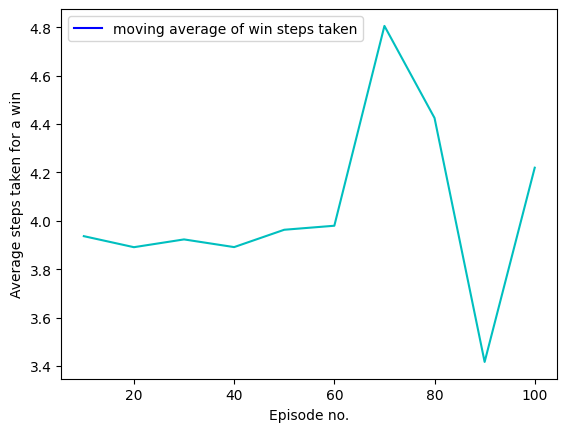 moving average of win steps taken
Average steps taken for a win
4.8
4.6
4.4
4.2
4.0
3.8
3.6
3.4
20 40 60 80 100
Episode no.